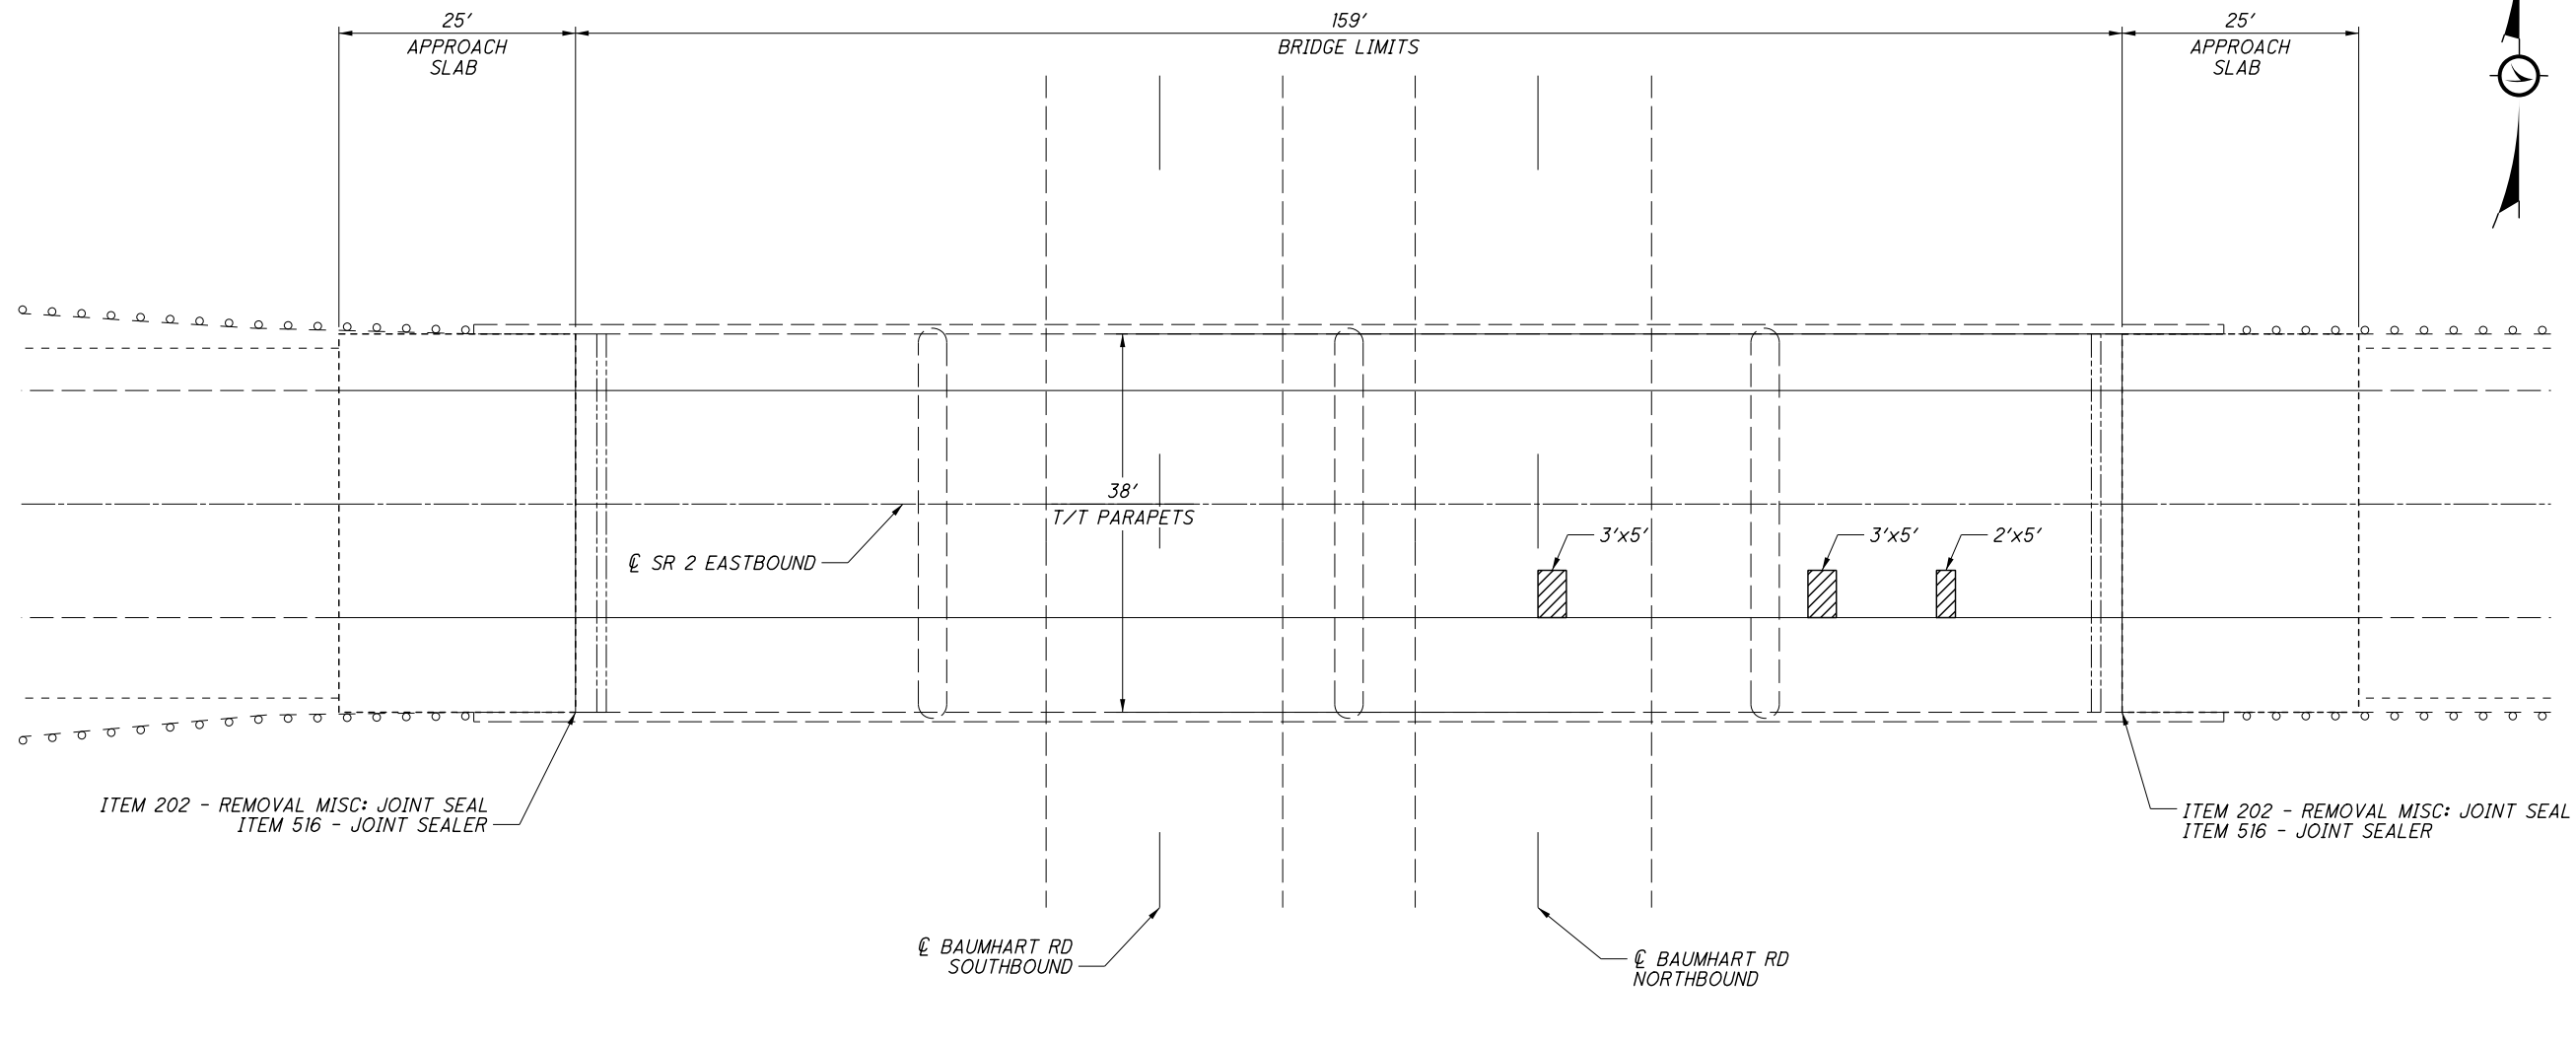 25'
APPROACH
SLAB
159'
BRIDGE LIMITS
25'
APPROACH
SLAB
38'
T/T PARAPETS
℄ SR 2 EASTBOUND
3'x5'
3'x5'
2'x5'
ITEM 202 - REMOVAL MISC: JOINT SEAL
ITEM 516 - JOINT SEALER
ITEM 202 - REMOVAL MISC: JOINT SEAL
ITEM 516 - JOINT SEALER
℄ BAUMHART RD
SOUTHBOUND
℄ BAUMHART RD
NORTHBOUND